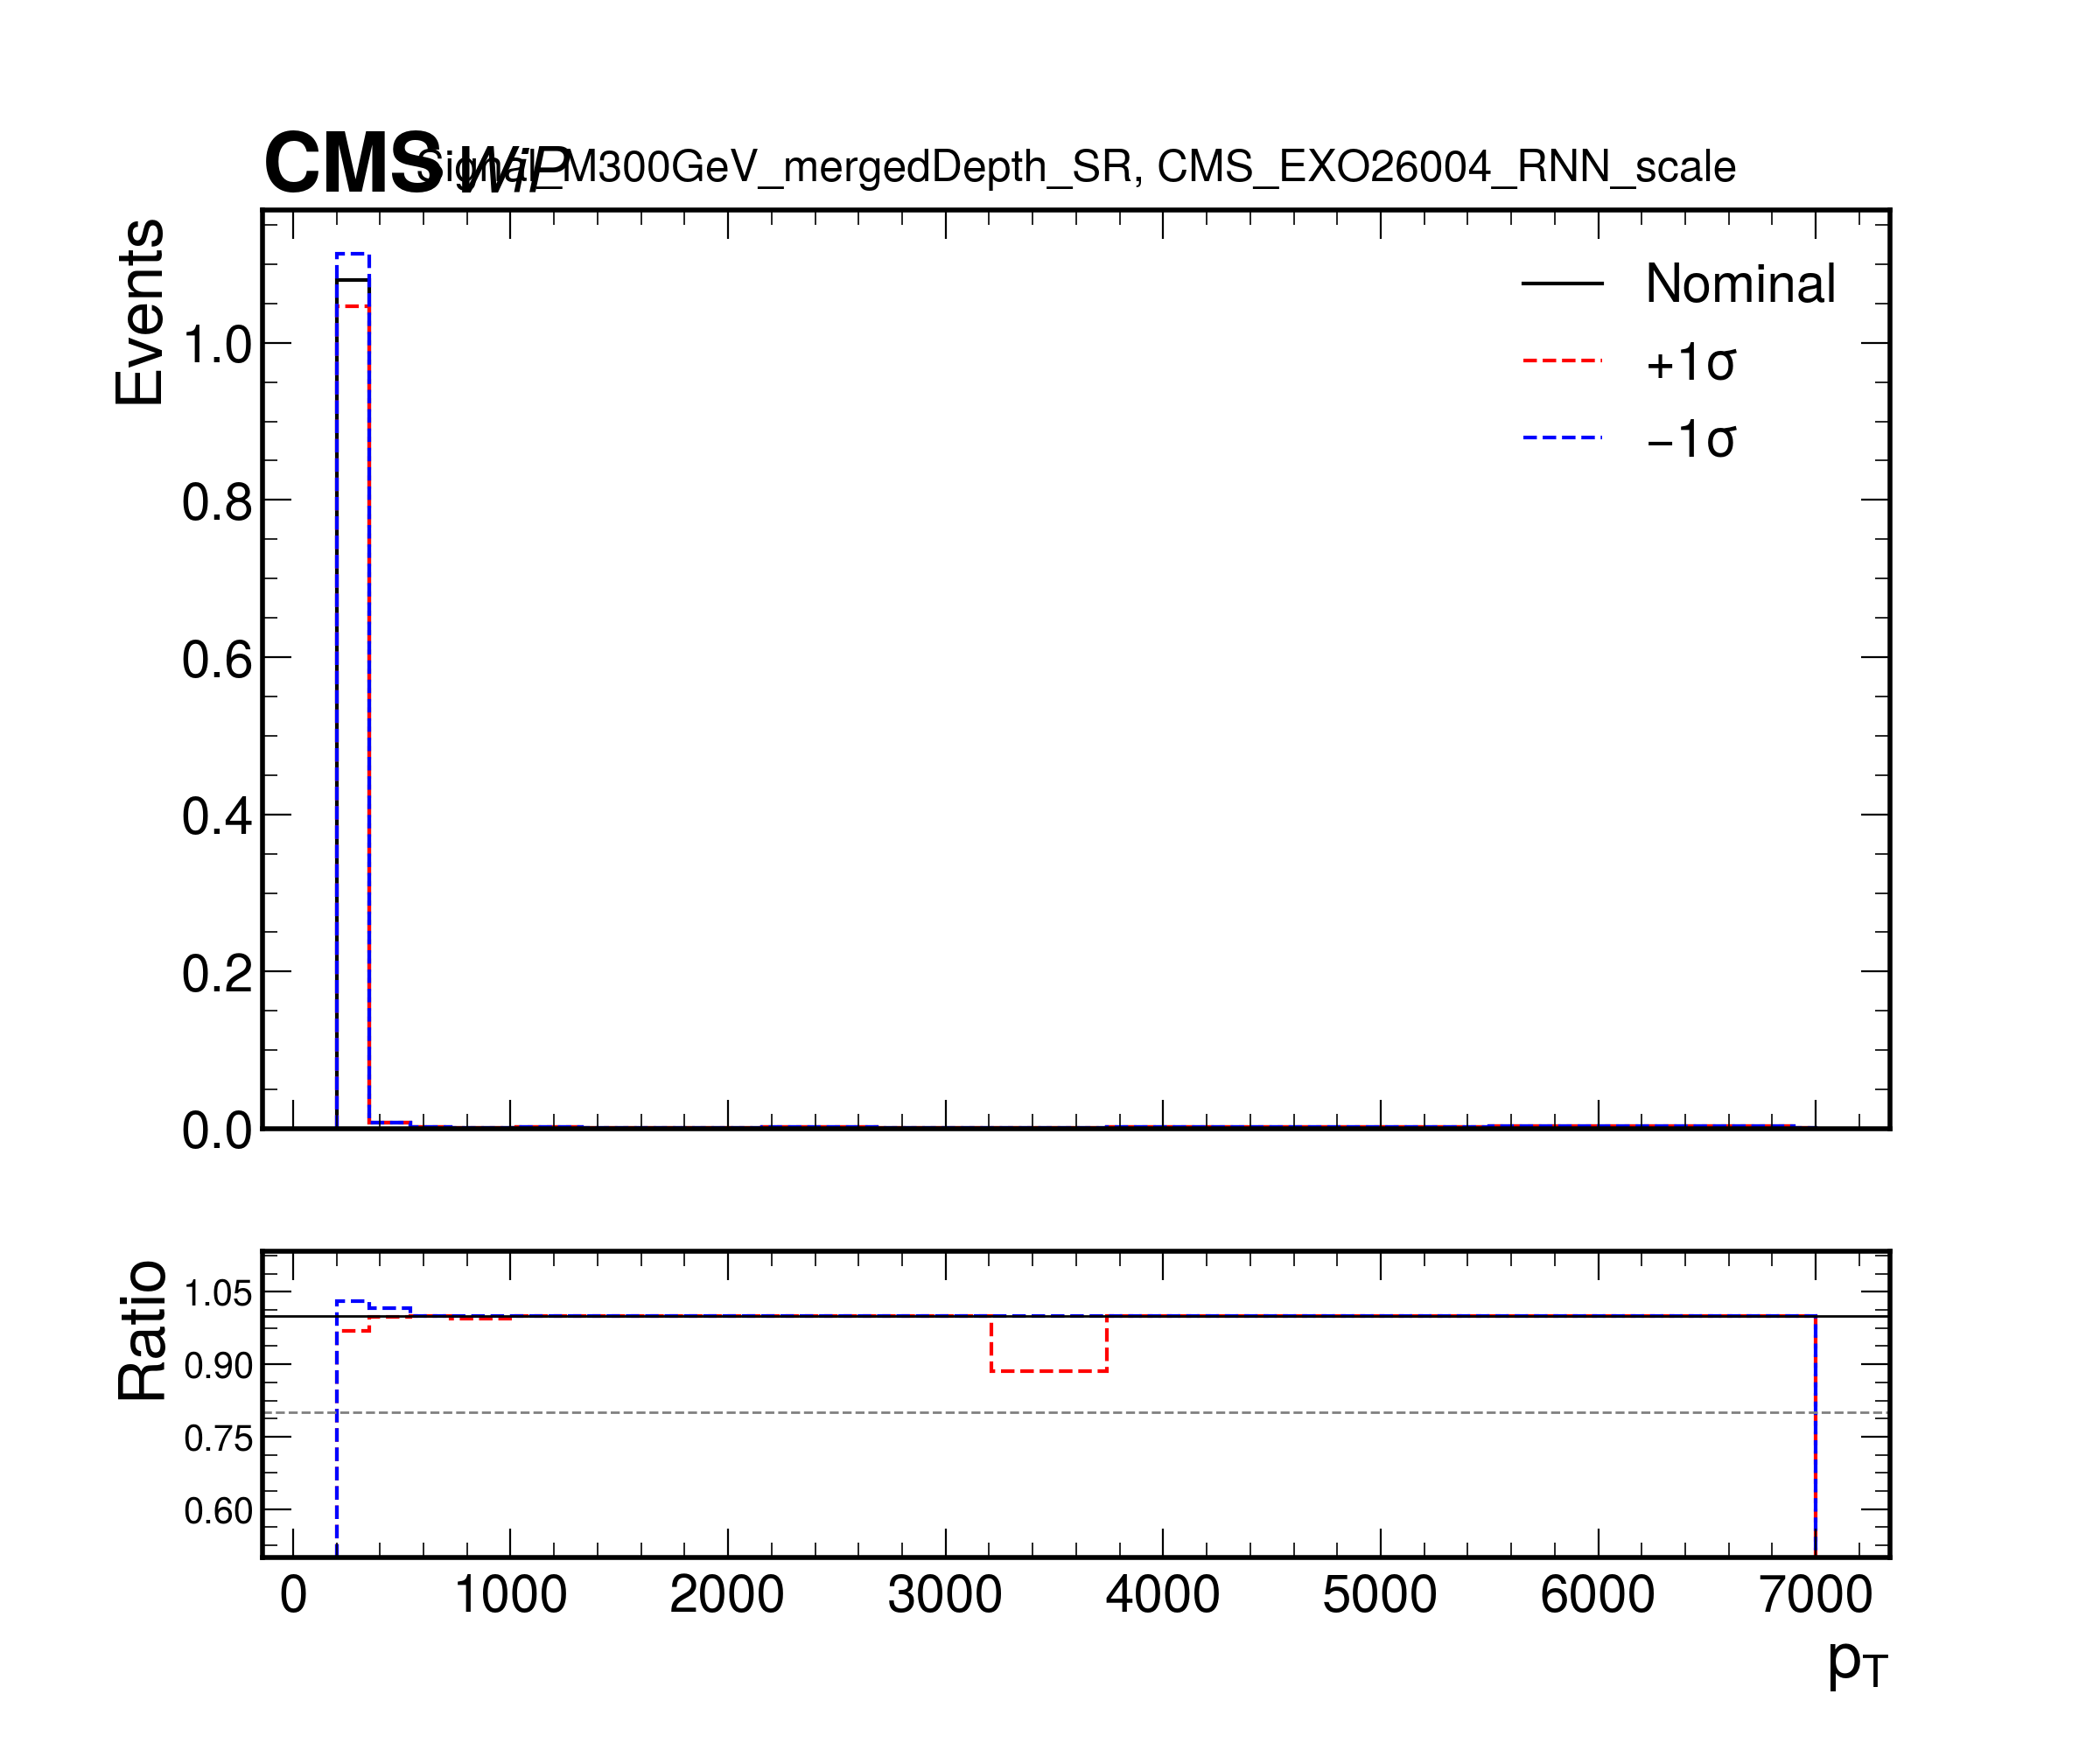 CMS WiP Signal_M300GeV_mergedDepth_SR, CMS_EXO26004_RNN_scale
Events
1.0
0.8
0.6
0.4
0.2
0.0
Nominal
+1σ
−1σ
Ratio
1.05
0.90
0.75
0.60
0 1000 2000 3000 4000 5000 6000 7000
pT